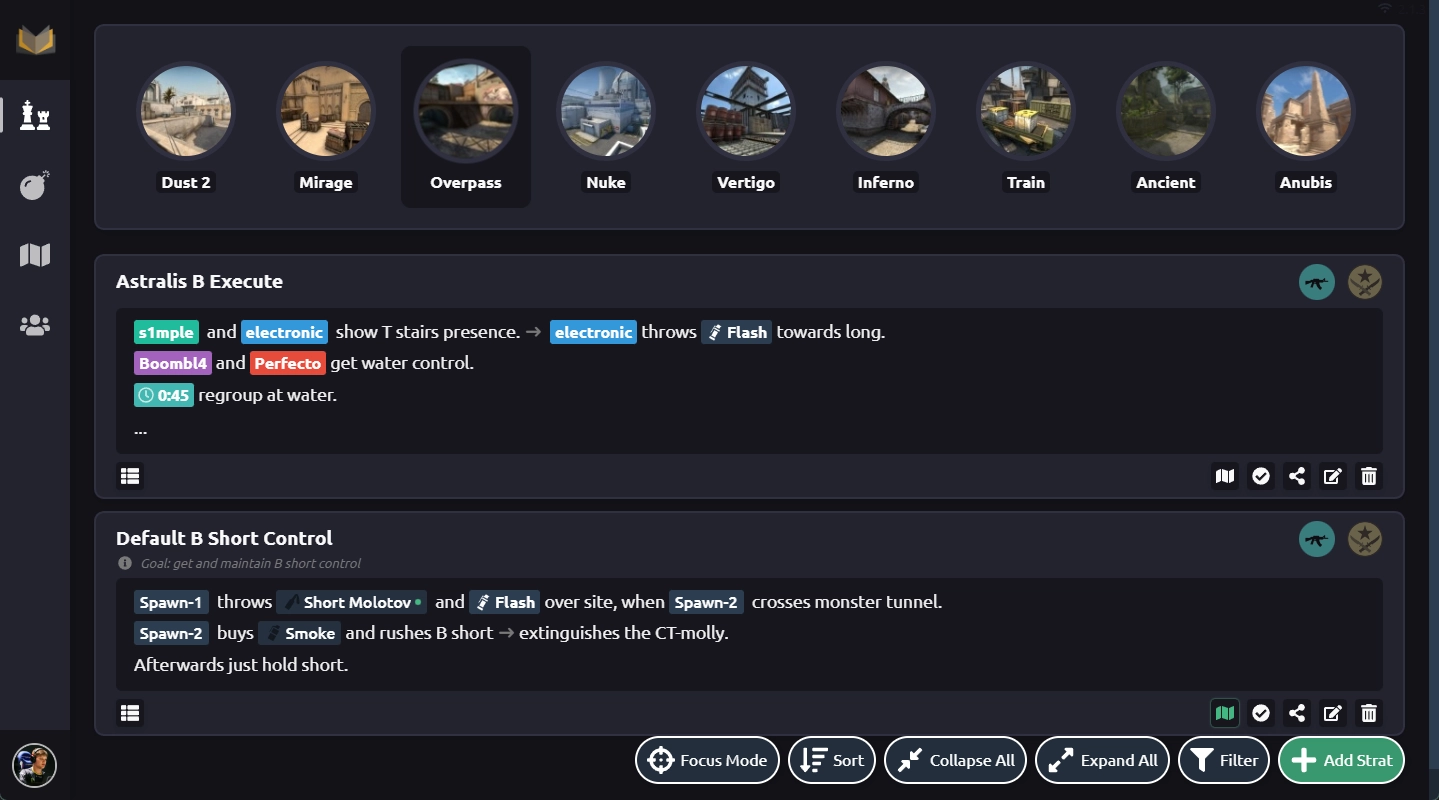 Dust 2
Mirage
Overpass
Nuke
Vertigo
Inferno
Train
Ancient
Anubis
Astralis B Execute
s1mple and electronic show T stairs presence. → electronic throws Flash towards long.
Boombl4 and Perfecto get water control.
0:45 regroup at water.
...
Default B Short Control
Goal: get and maintain B short control
Spawn-1 throws Short Molotov and Flash over site, when Spawn-2 crosses monster tunnel.
Spawn-2 buys Smoke and rushes B short → extinguishes the CT-molly.
Afterwards just hold short.
Focus Mode
Sort
Collapse All
Expand All
Filter
Add Strat